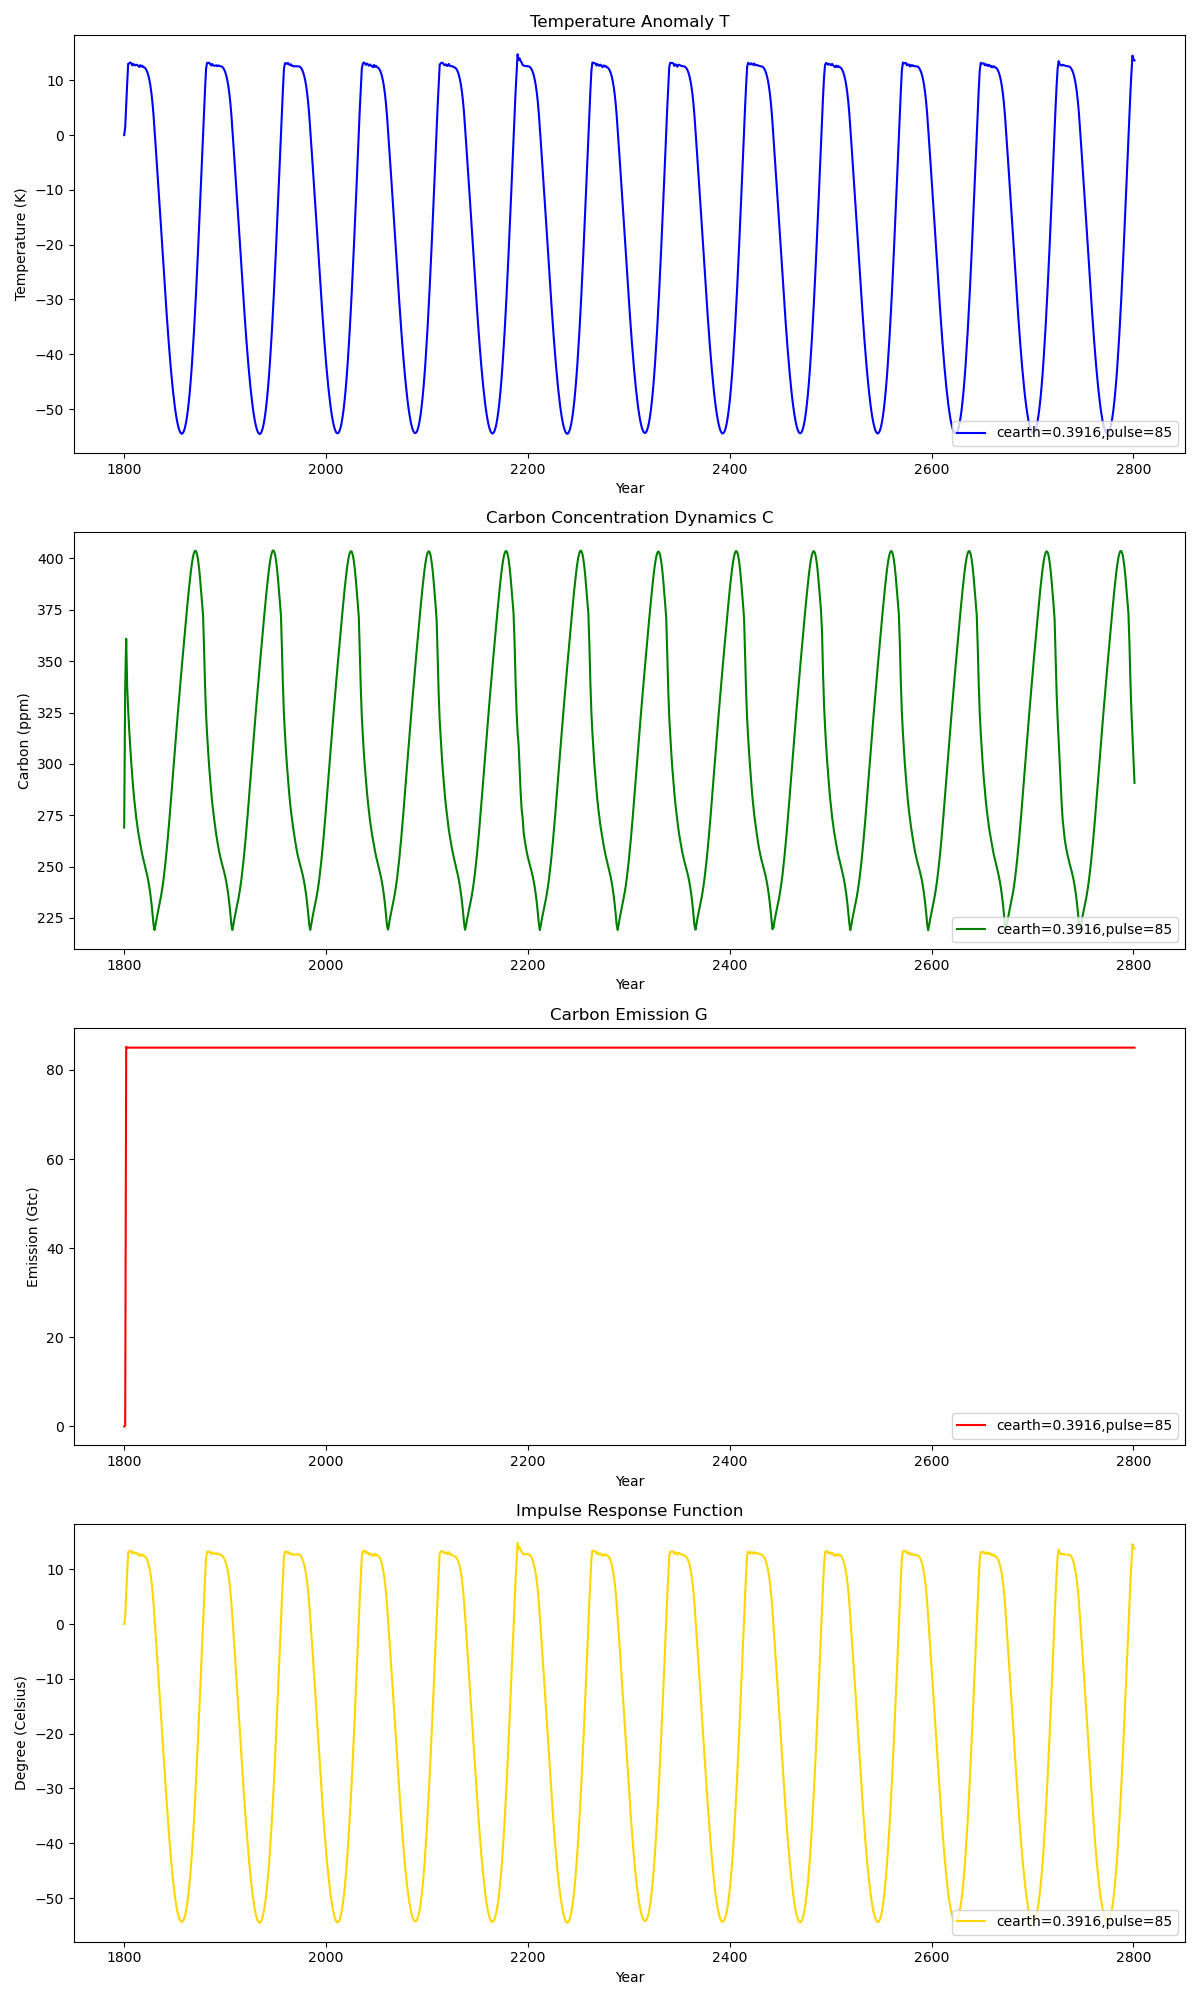 Temperature Anomaly T
10
0
−10
−20
−30
−40
−50
Temperature (K)
cearth=0.3916,pulse=85
1800 2000 2200 2400 2600 2800
Year
Carbon Concentration Dynamics C
400
375
350
325
300
275
250
225
Carbon (ppm)
cearth=0.3916,pulse=85
1800 2000 2200 2400 2600 2800
Year
Carbon Emission G
80
60
40
20
0
Emission (Gtc)
cearth=0.3916,pulse=85
1800 2000 2200 2400 2600 2800
Year
Impulse Response Function
10
0
−10
−20
−30
−40
−50
Degree (Celsius)
cearth=0.3916,pulse=85
1800 2000 2200 2400 2600 2800
Year